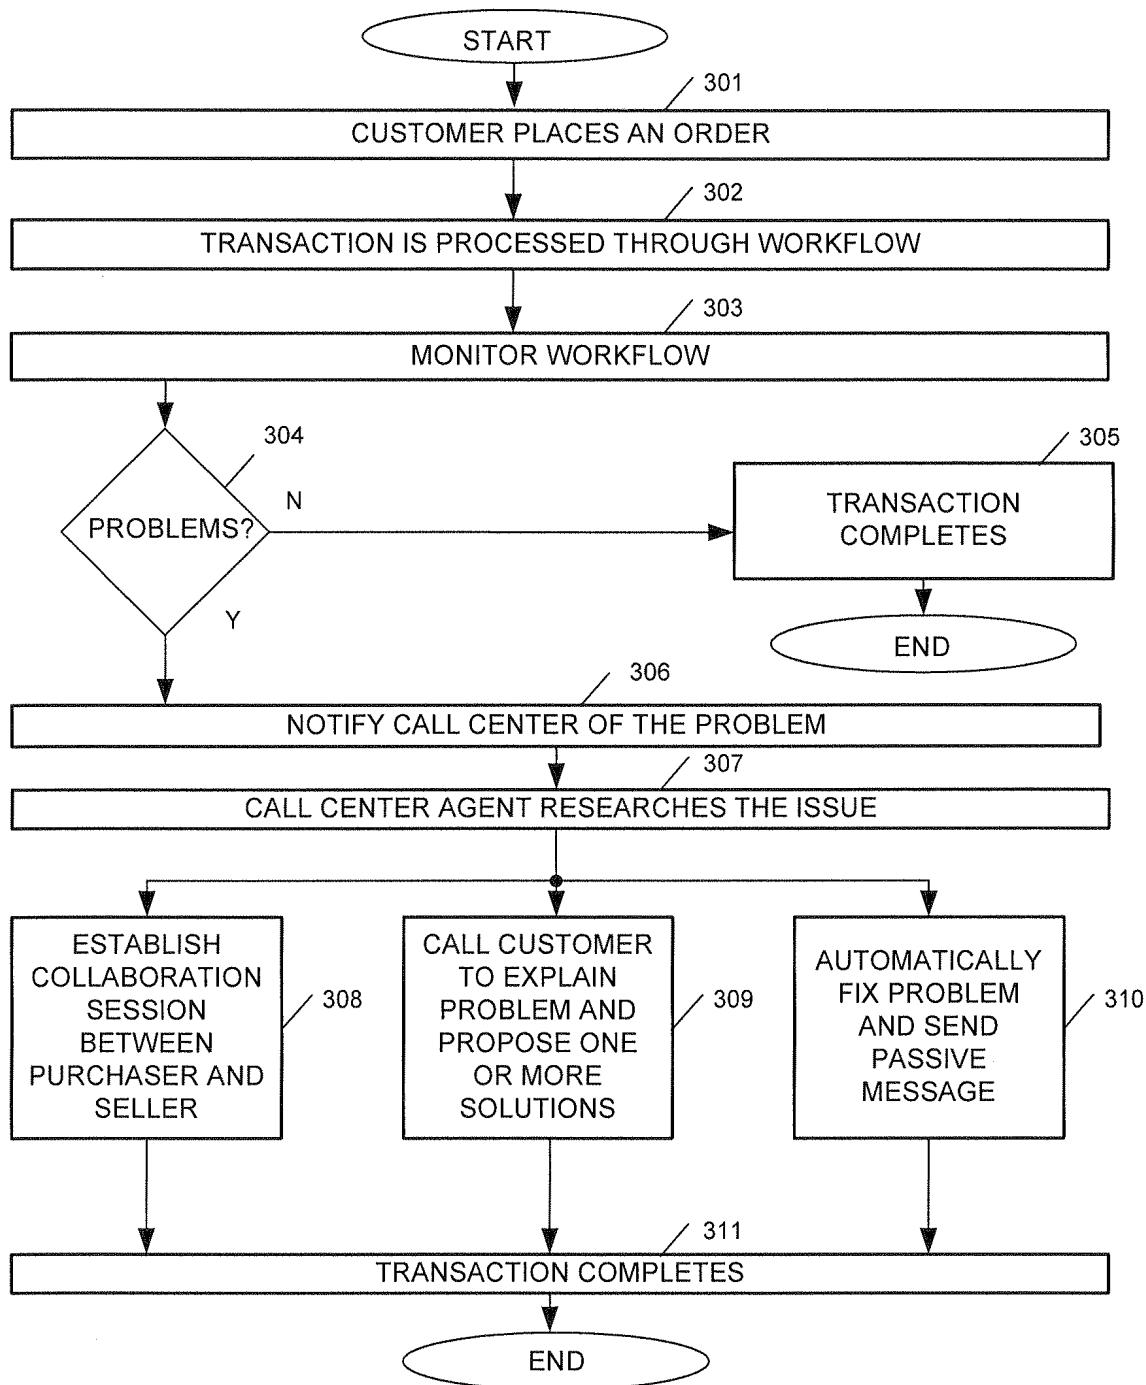 START
301
CUSTOMER PLACES AN ORDER
302
TRANSACTION IS PROCESSED THROUGH WORKFLOW
303
MONITOR WORKFLOW
304
PROBLEMS?
N
305
TRANSACTION
COMPLETES
END
Y
306
NOTIFY CALL CENTER OF THE PROBLEM
307
CALL CENTER AGENT RESEARCHES THE ISSUE
ESTABLISH
COLLABORATION
SESSION
BETWEEN
PURCHASER AND
SELLER
308
CALL CUSTOMER
TO EXPLAIN
PROBLEM AND
PROPOSE ONE
OR MORE
SOLUTIONS
309
AUTOMATICALLY
FIX PROBLEM
AND SEND
PASSIVE
MESSAGE
310
311
TRANSACTION COMPLETES
END